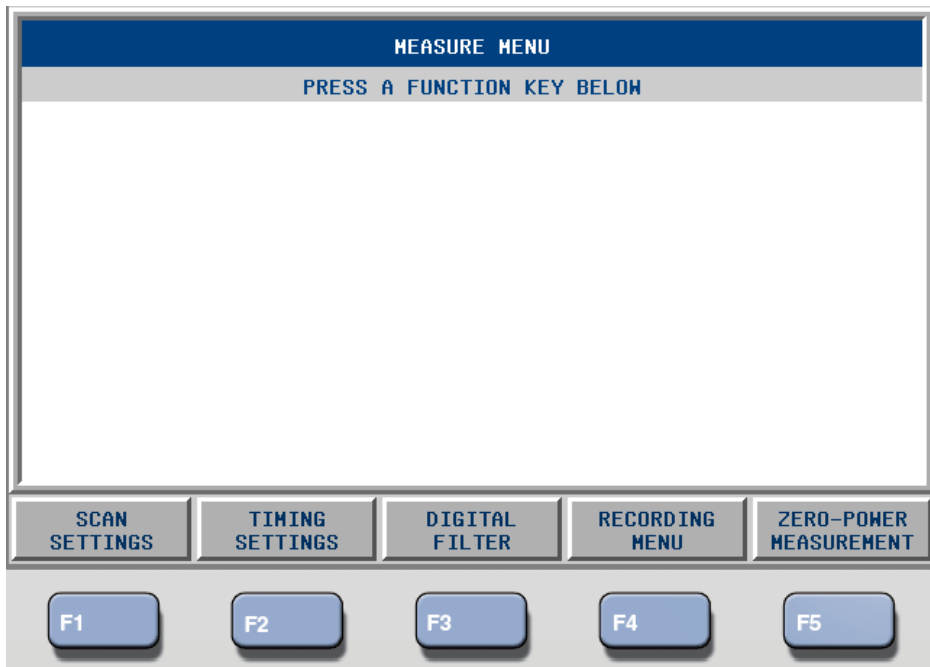 MEASURE MENU
PRESS A FUNCTION KEY BELOW
SCAN
SETTINGS
TIMING
SETTINGS
DIGITAL
FILTER
RECORDING
MENU
ZERO-POWER
MEASUREMENT
F1
F2
F3
F4
F5